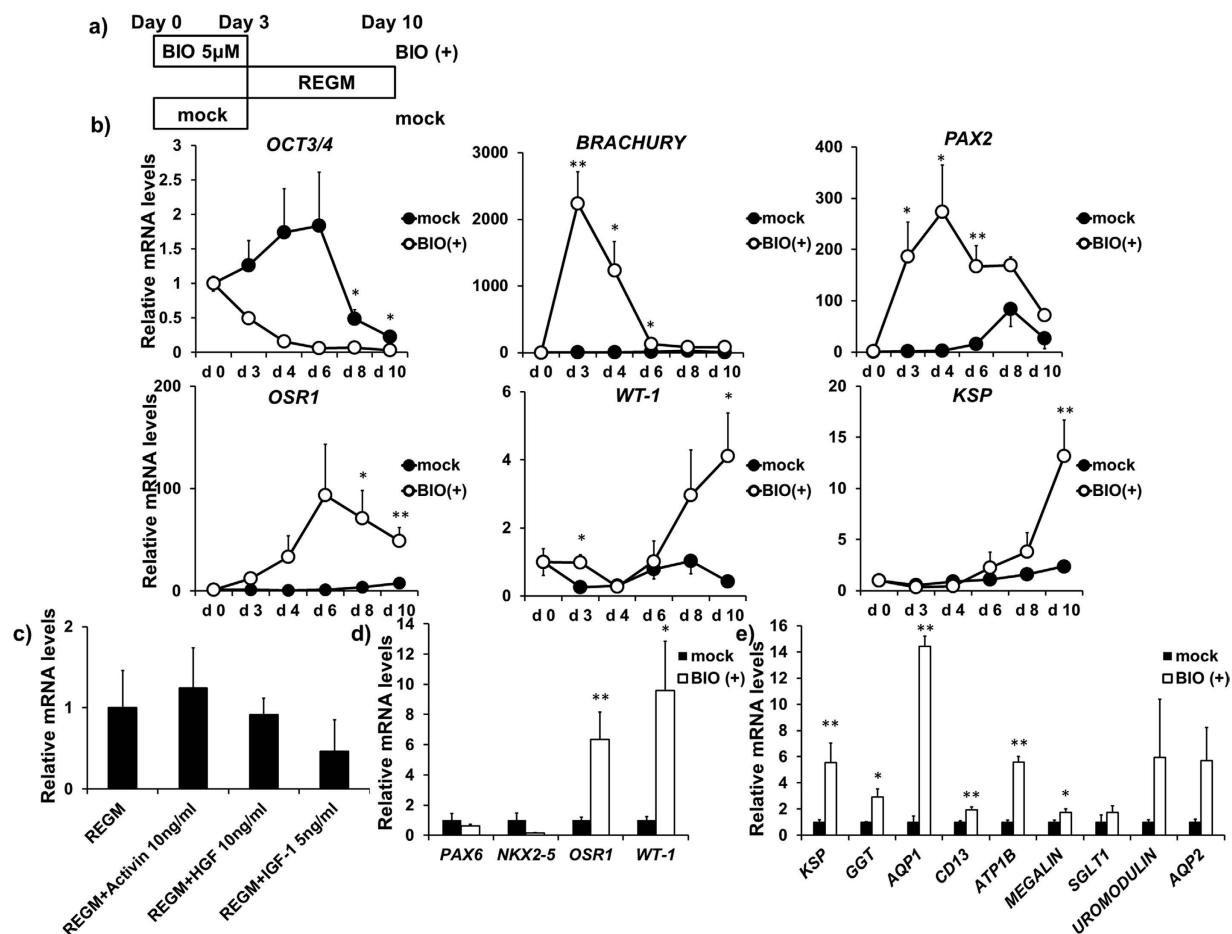 a) Day 0 Day 3 Day 10
BIO 5μM BIO (+)
REGM
mock mock
b)
OCT3/4
Relative mRNA levels
3
2.5
2
1.5
1
0.5
0
d 0 d 3 d 4 d 6 d 8 d 10
* *
mock
BIO(+)
BRACHURY
3000
2000
1000
0
d 0 d 3 d 4 d 6 d 8 d 10
** * *
mock
BIO(+)
PAX2
400
300
200
100
0
d 0 d 3 d 4 d 6 d 8 d 10
* * **
mock
BIO(+)
OSR1
Relative mRNA levels
200
100
0
d 0 d 3 d 4 d 6 d 8 d 10
* **
mock
BIO(+)
WT-1
6
4
2
0
d 0 d 3 d 4 d 6 d 8 d 10
* *
mock
BIO(+)
KSP
20
15
10
5
0
d 0 d 3 d 4 d 6 d 8 d 10
**
mock
BIO(+)
c)
Relative mRNA levels
2
1
0
REGM
REGM+Activin 10ng/ml
REGM+HGF 10ng/ml
REGM+IGF-1 5ng/ml
d)
Relative mRNA levels
14
12
10
8
6
4
2
0
** *
mock
BIO (+)
PAX6 NKX2-5 OSR1 WT-1
e)
Relative mRNA levels
16
14
12
10
8
6
4
2
0
** * ** ** ** *
mock
BIO (+)
KSP
GGT
AQP1
CD13
ATP1B
MEGALIN
SGLT1
UROMODULIN
AQP2